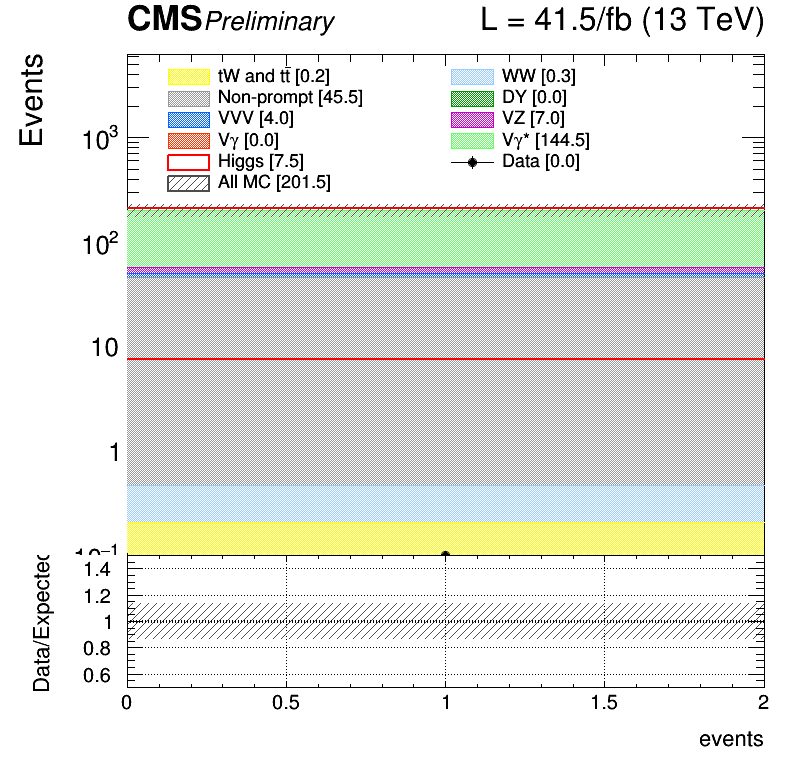 CMS Preliminary L = 41.5/fb (13 TeV)
Events
tW and tt̄ [0.2] WW [0.3]
Non-prompt [45.5] DY [0.0]
VVV [4.0] VZ [7.0]
Vγ [0.0] Vγ* [144.5]
Higgs [7.5] Data [0.0]
All MC [201.5]
10³
10²
10
1
10⁻¹
Data/Expected
1.4
1.2
1
0.8
0.6
0 0.5 1 1.5 2
events